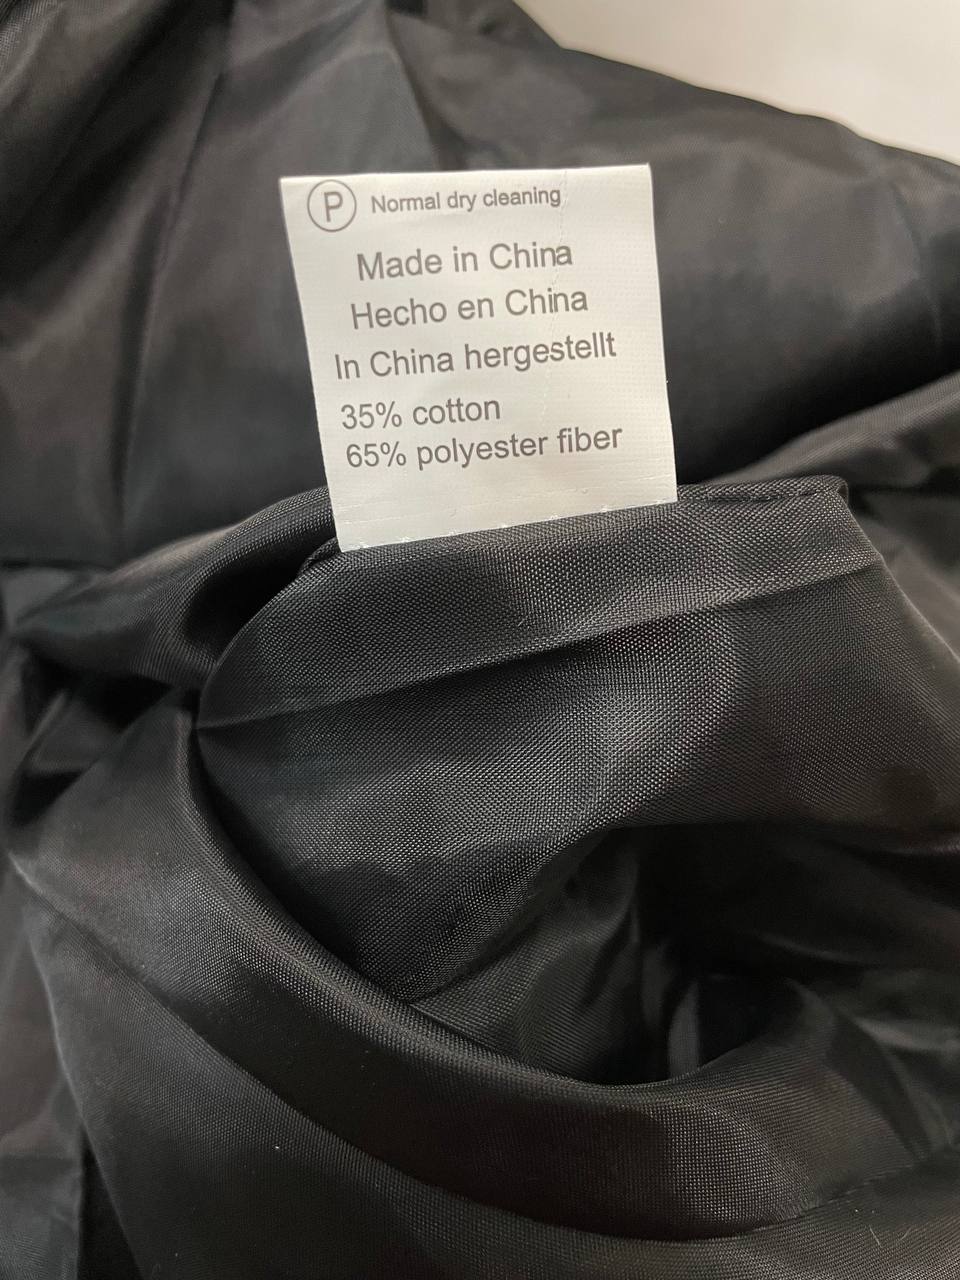 P Normal dry cleaning
Made in China
Hecho en China
In China hergestellt
35% cotton
65% polyester fiber